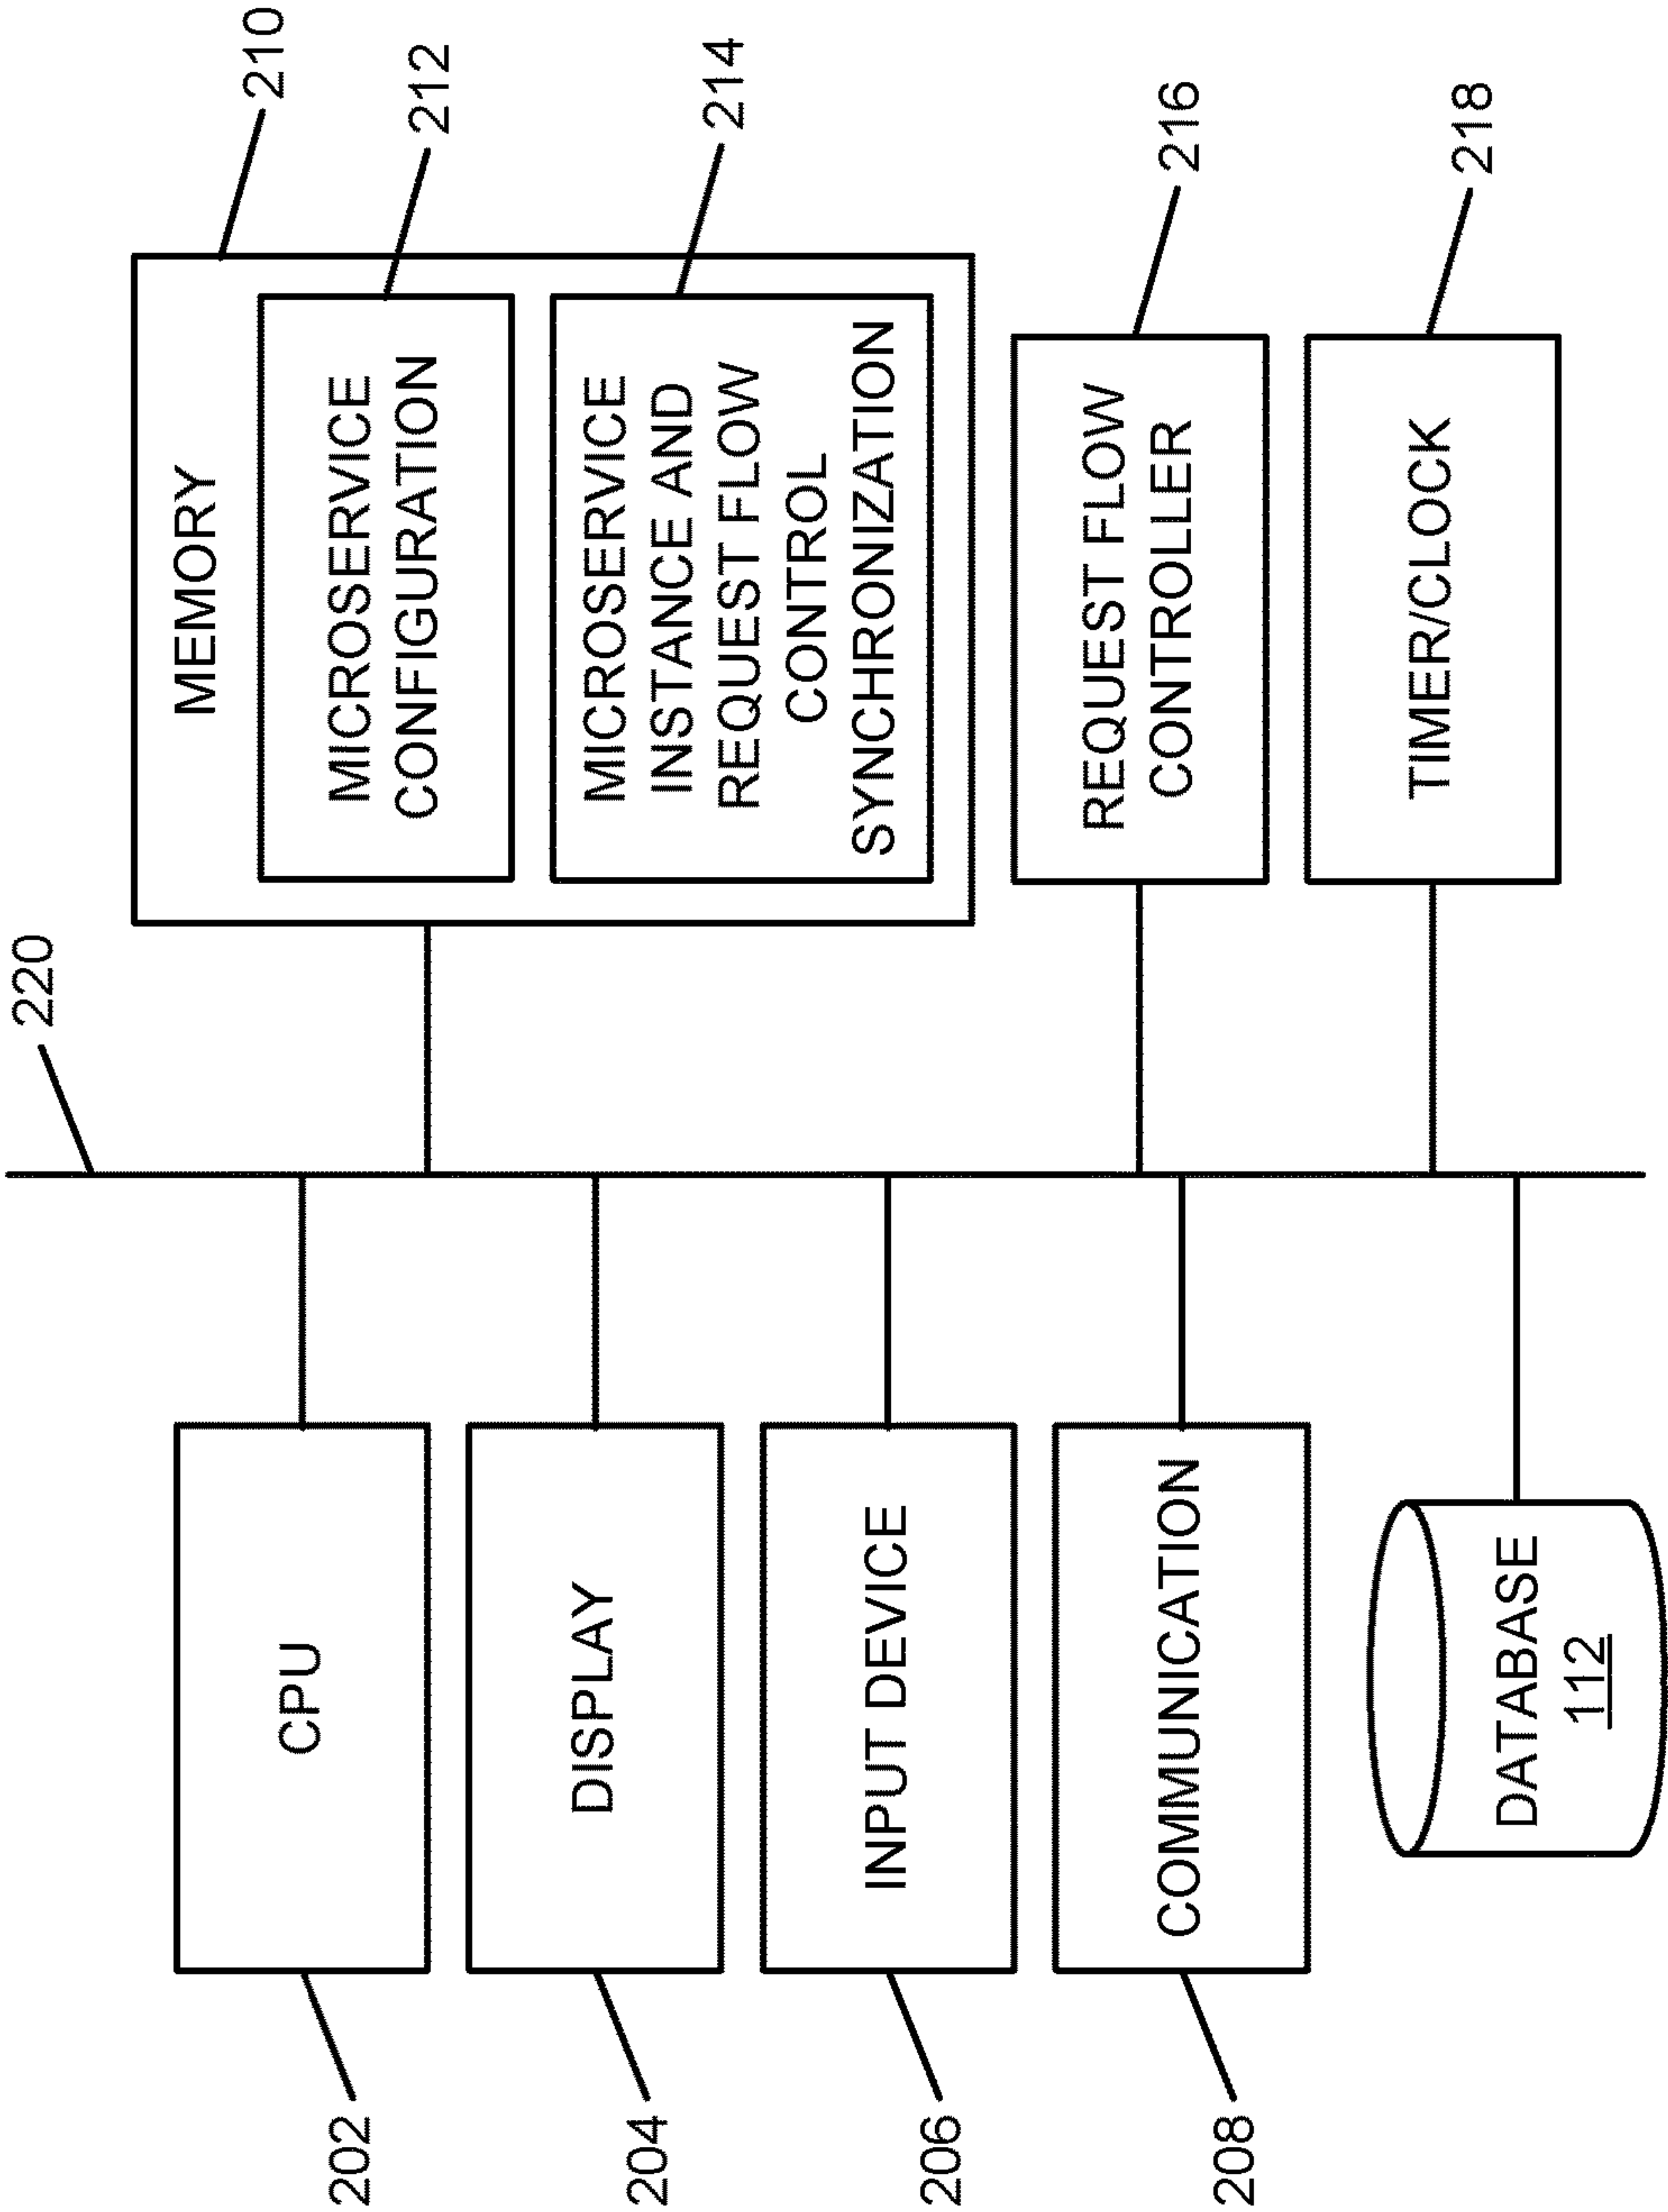 220
202
CPU
204
DISPLAY
206
INPUT DEVICE
208
COMMUNICATION
DATABASE
112
210
MEMORY
212
MICROSERVICE
CONFIGURATION
214
MICROSERVICE
INSTANCE AND
REQUEST FLOW
CONTROL
SYNCHRONIZATION
216
REQUEST FLOW
CONTROLLER
218
TIMER/CLOCK